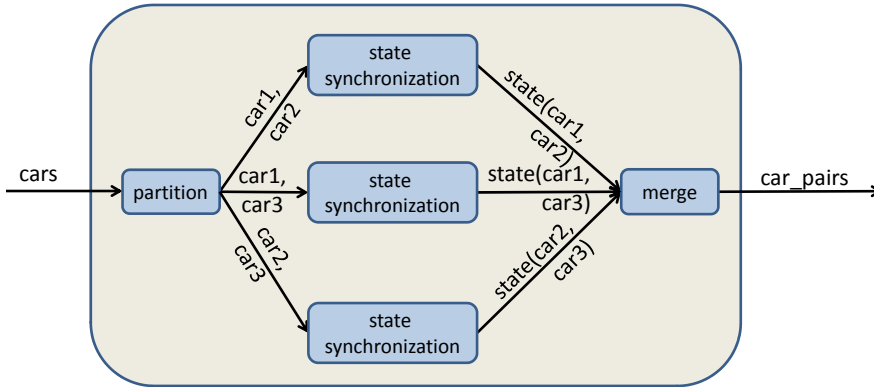 cars
partition
car1,
car2
car1,
car3
car2,
car3
state
synchronization
state
synchronization
state
synchronization
state(car1,
car2)
state(car1,
car3)
state(car2,
car3)
merge
car_pairs